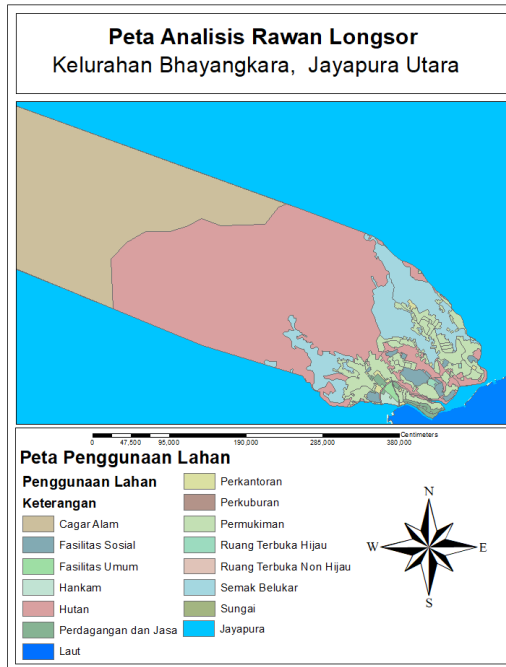 Peta Analisis Rawan Longsor
Kelurahan Bhayangkara, Jayapura Utara
0 47,500 95,000 190,000 285,000 380,000 Centimeters
Peta Penggunaan Lahan
Penggunaan Lahan
Keterangan
Cagar Alam
Fasilitas Sosial
Fasilitas Umum
Hankam
Hutan
Perdagangan dan Jasa
Laut
Perkantoran
Perkuburan
Permukiman
Ruang Terbuka Hijau
Ruang Terbuka Non Hijau
Semak Belukar
Sungai
Jayapura
N
W E
S